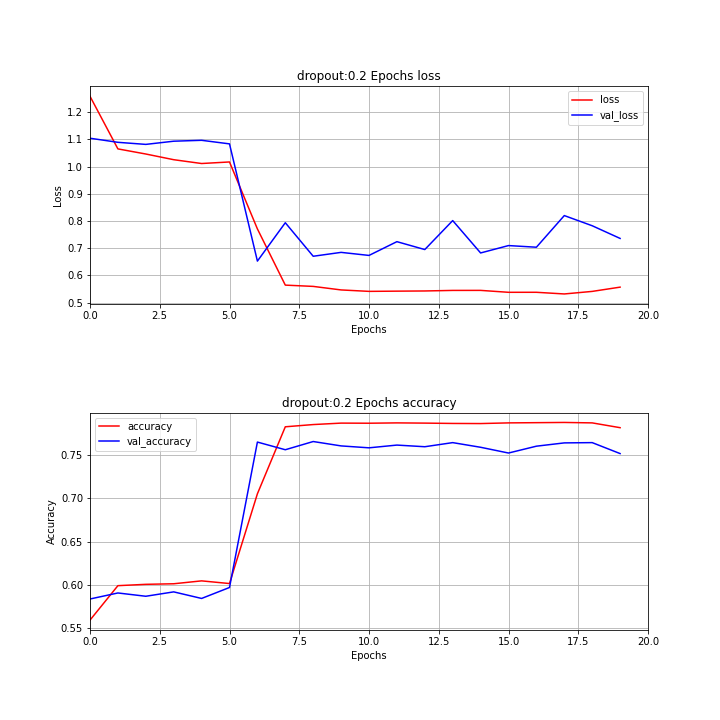 dropout:0.2 Epochs loss
loss
val_loss
1.2
1.1
1.0
0.9
0.8
0.7
0.6
0.5
Loss
0.0 2.5 5.0 7.5 10.0 12.5 15.0 17.5 20.0
Epochs
dropout:0.2 Epochs accuracy
accuracy
val_accuracy
0.75
0.70
0.65
0.60
0.55
Accuracy
0.0 2.5 5.0 7.5 10.0 12.5 15.0 17.5 20.0
Epochs